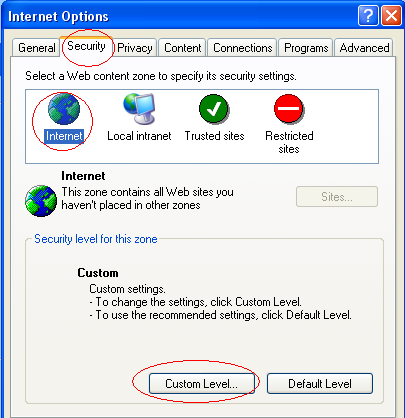 Internet Options
General Security Privacy Content Connections Programs Advanced
Select a Web content zone to specify its security settings.
Internet Local intranet Trusted sites Restricted
sites
Internet
This zone contains all Web sites you
haven't placed in other zones
Sites...
Security level for this zone
Custom
Custom settings.
- To change the settings, click Custom Level.
- To use the recommended settings, click Default Level.
Custom Level... Default Level